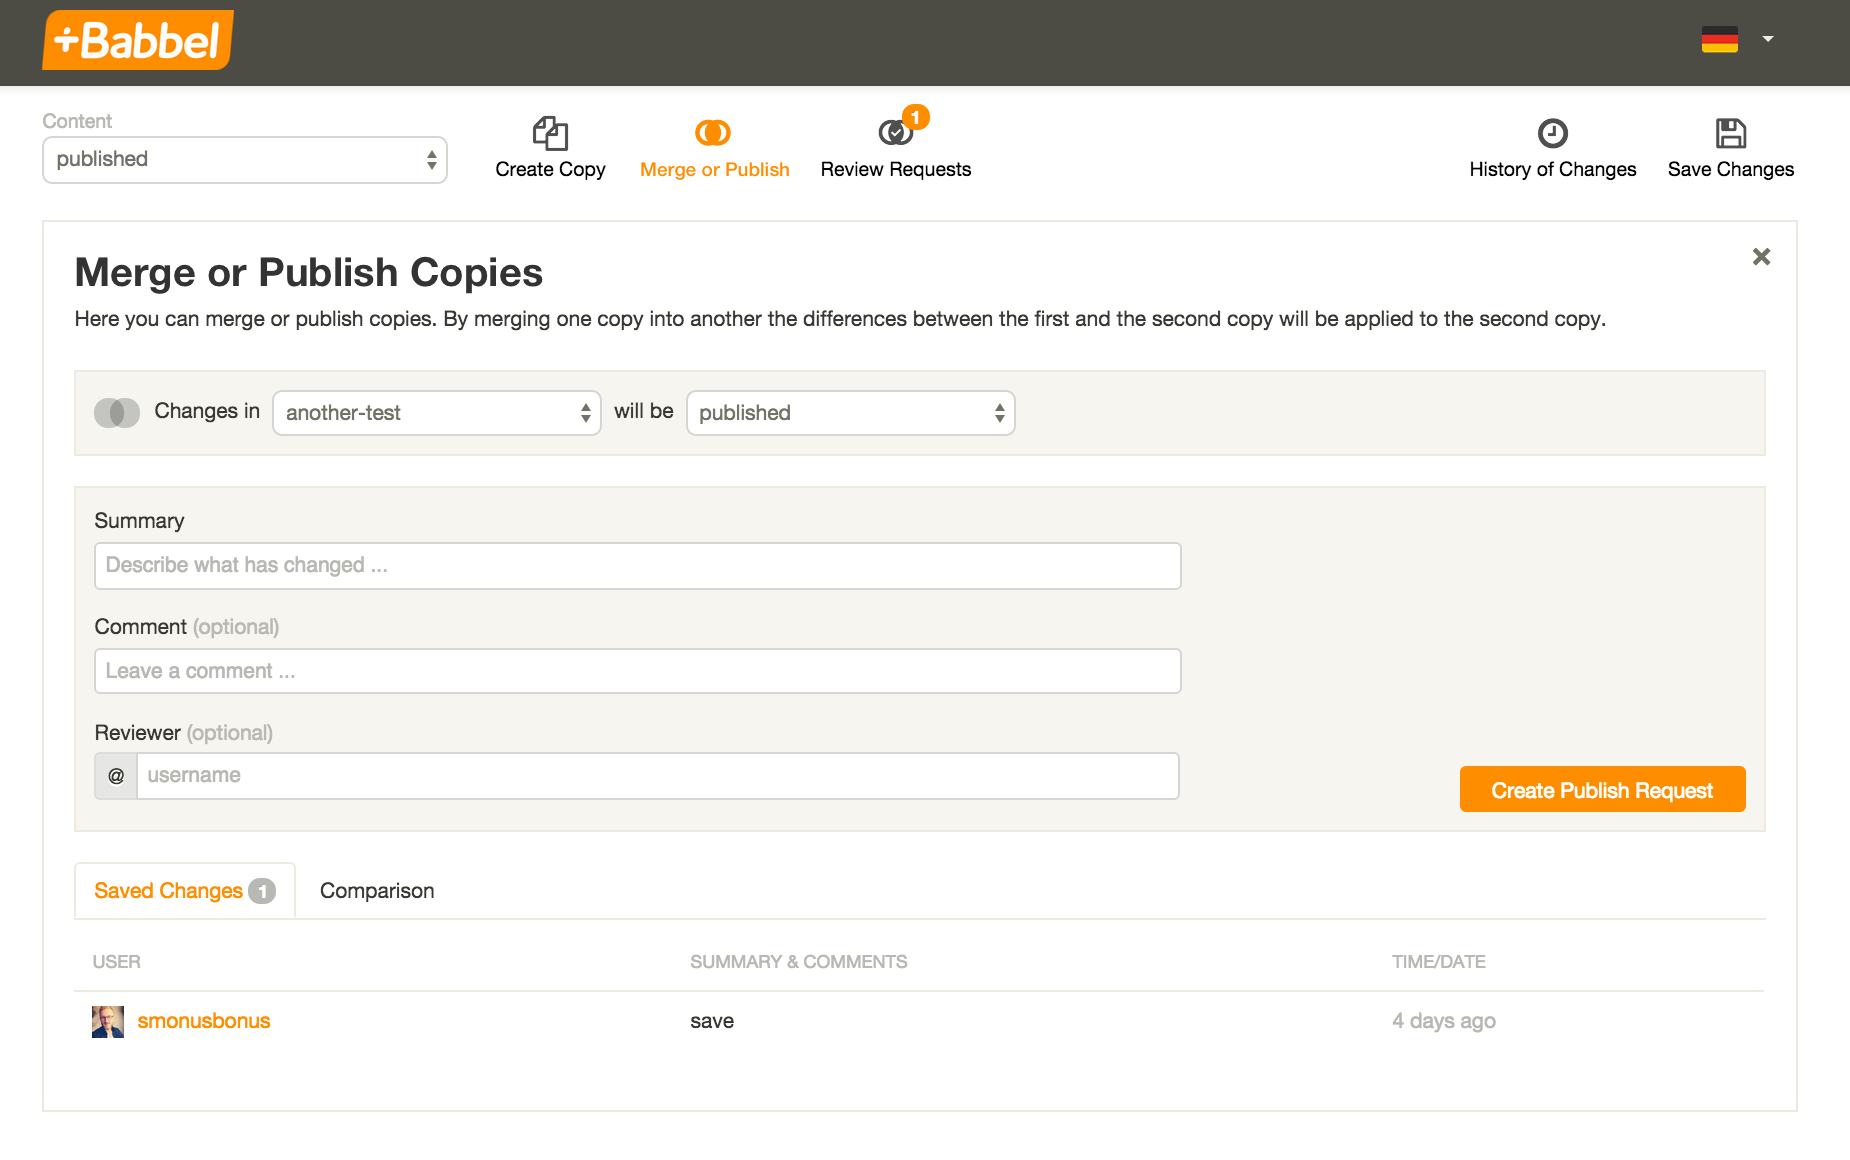 +Babbel
Content
published
Create Copy
Merge or Publish
1
Review Requests
History of Changes
Save Changes
Merge or Publish Copies
Here you can merge or publish copies. By merging one copy into another the differences between the first and the second copy will be applied to the second copy.
Changes in another-test will be published
Summary
Describe what has changed ...
Comment (optional)
Leave a comment ...
Reviewer (optional)
@ username
Create Publish Request
Saved Changes 1 Comparison
USER SUMMARY & COMMENTS TIME/DATE
smonusbonus save 4 days ago